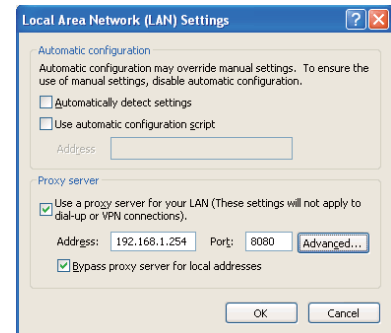 Local Area Network (LAN) Settings
Automatic configuration
Automatic configuration may override manual settings. To ensure the
use of manual settings, disable automatic configuration.
Automatically detect settings
Use automatic configuration script
Address
Proxy server
Use a proxy server for your LAN (These settings will not apply to
dial-up or VPN connections).
Address: 192.168.1.254 Port: 8080 Advanced...
Bypass proxy server for local addresses
OK Cancel